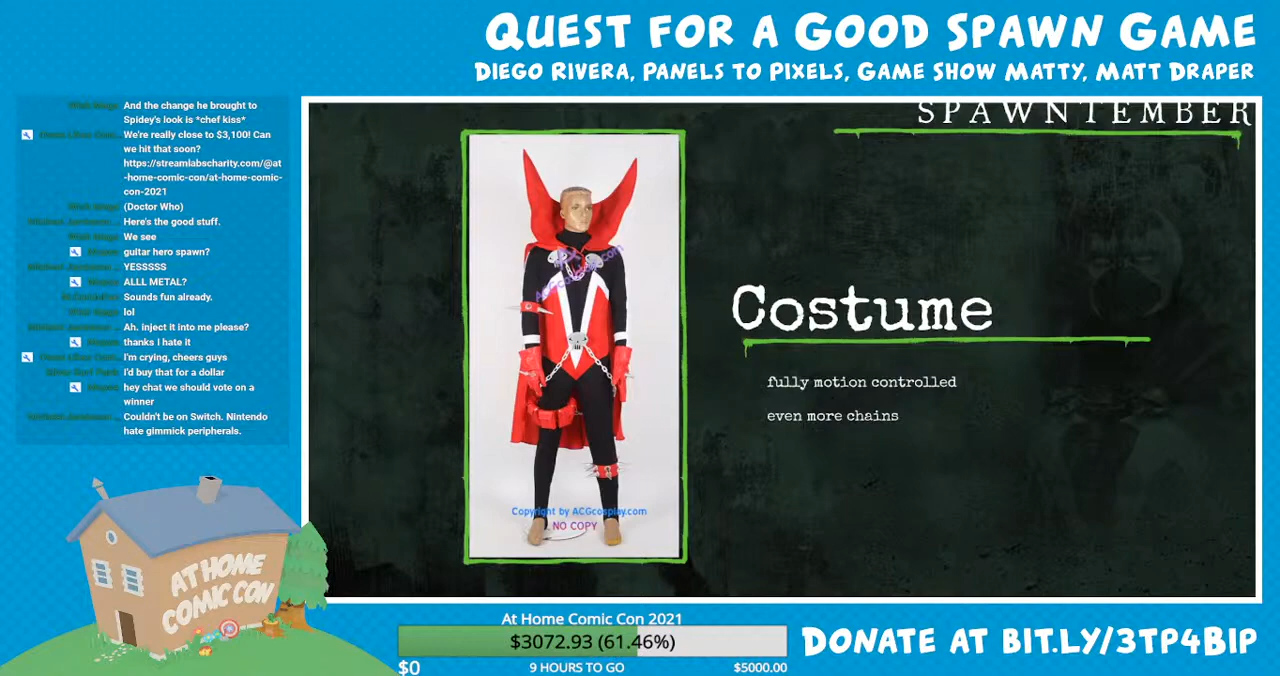 QUEST FOR A GOOD SPAWN GAME
DIEGO RIVERA, PANELS TO PIXELS, GAME SHOW MATTY, MATT DRAPER
And the change he brought to
Spidey's look is *chef kiss*
We're really close to $3,100! Can
we hit that soon?
https://streamlabscharity.com/@at
-home-comic-con/at-home-comic-
con-2021
(Doctor Who)
Here's the good stuff.
We see
guitar hero spawn?
YESSSSS
ALLL METAL?
Sounds fun already.
lol
Ah. inject it into me please?
thanks I hate it
I'm crying, cheers guys
I'd buy that for a dollar
hey chat we should vote on a
winner
Couldn't be on Switch. Nintendo
hate gimmick peripherals.
SPAWNTEMBER
Costume
fully motion controlled
even more chains
ACGcosplay.com
Copyright by ACGcosplay.com
NO COPY
AT HOME
COMIC CON
At Home Comic Con 2021
$3072.93 (61.46%)
$0 9 HOURS TO GO $5000.00
DONATE AT BIT.LY/3TP4BIP